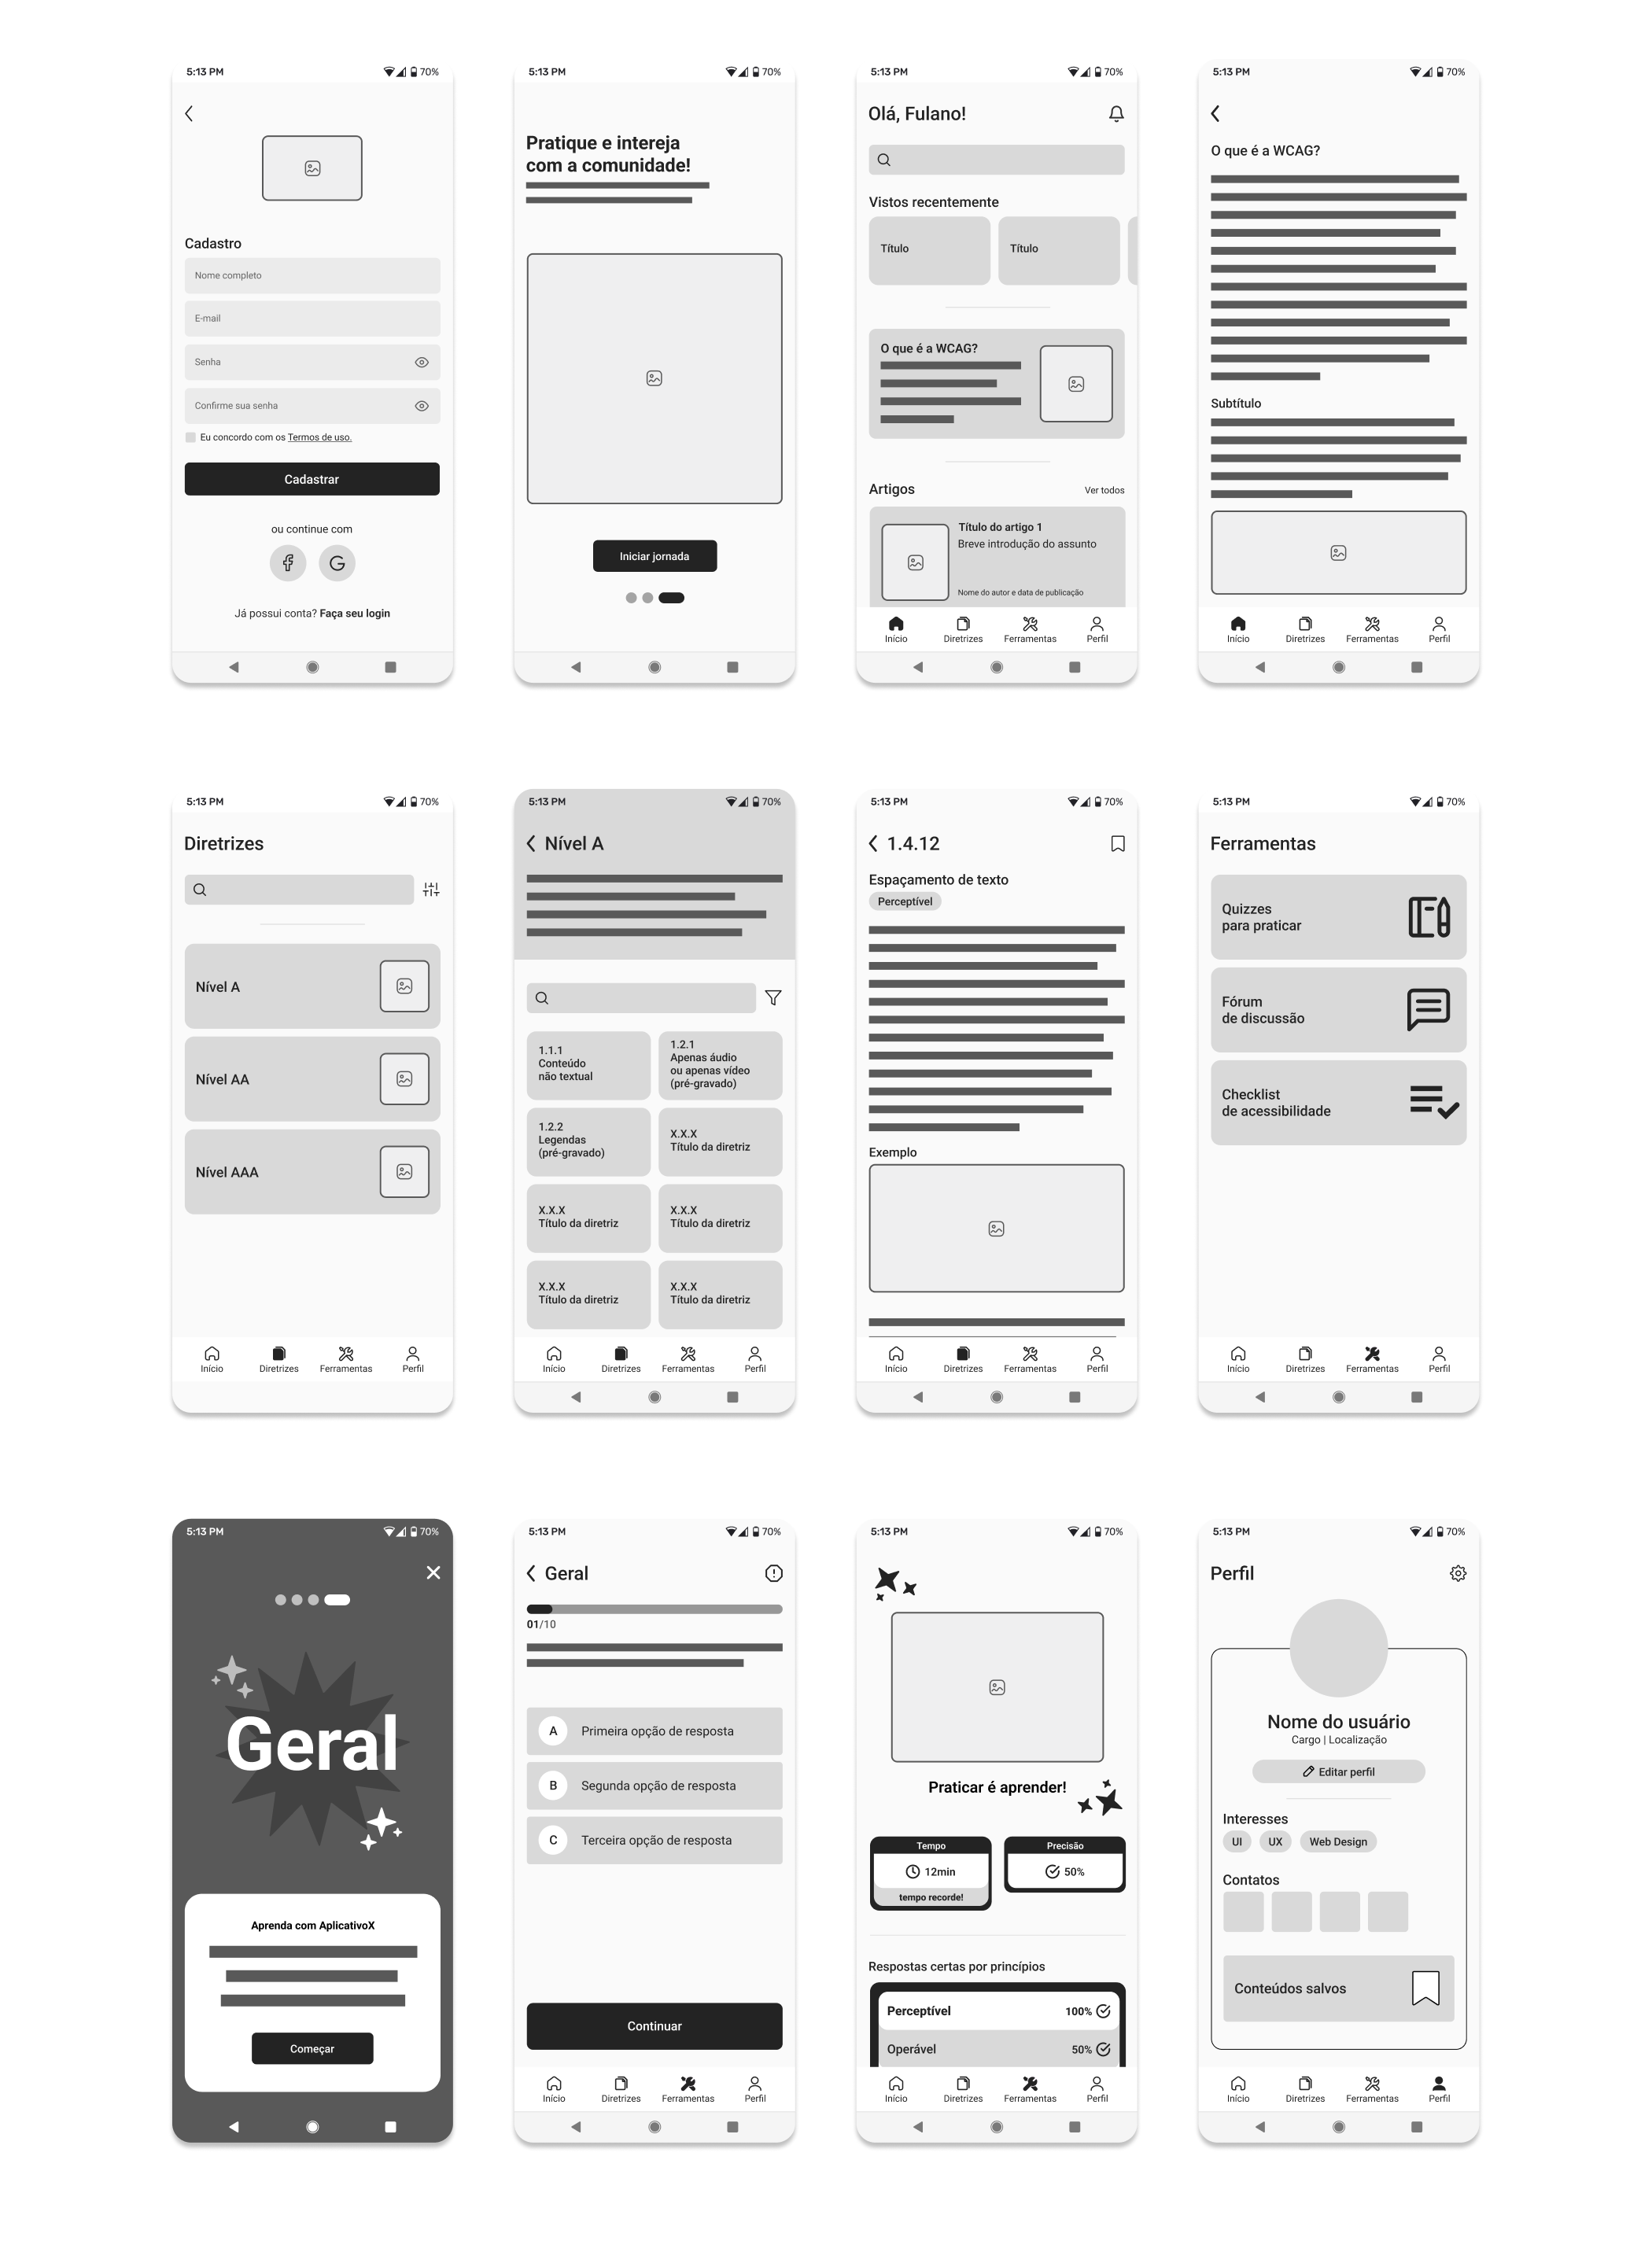 5:13 PM
70%
Cadastro
Nome completo
E-mail
Senha
Confirme sua senha
Eu concordo com os Termos de uso.
Cadastrar
ou continue com
Já possui conta? Faça seu login
5:13 PM
70%
Pratique e intereja
com a comunidade!
Iniciar jornada
5:13 PM
70%
Olá, Fulano!
Vistos recentemente
Título
Título
O que é a WCAG?
Artigos
Ver todos
Título do artigo 1
Breve introdução do assunto
Nome do autor e data de publicação
Início
Diretrizes
Ferramentas
Perfil
5:13 PM
70%
O que é a WCAG?
Subtítulo
Início
Diretrizes
Ferramentas
Perfil
5:13 PM
70%
Diretrizes
Nível A
Nível AA
Nível AAA
Início
Diretrizes
Ferramentas
Perfil
5:13 PM
70%
Nível A
1.1.1
Conteúdo
não textual
1.2.1
Apenas áudio
ou apenas vídeo
(pré-gravado)
1.2.2
Legendas
(pré-gravado)
X.X.X
Título da diretriz
X.X.X
Título da diretriz
X.X.X
Título da diretriz
X.X.X
Título da diretriz
X.X.X
Título da diretriz
Início
Diretrizes
Ferramentas
Perfil
5:13 PM
70%
1.4.12
Espaçamento de texto
Perceptível
Exemplo
Início
Diretrizes
Ferramentas
Perfil
5:13 PM
70%
Ferramentas
Quizzes
para praticar
Fórum
de discussão
Checklist
de acessibilidade
Início
Diretrizes
Ferramentas
Perfil
5:13 PM
70%
Geral
Aprenda com AplicativoX
Começar
5:13 PM
70%
Geral
01/10
A
Primeira opção de resposta
B
Segunda opção de resposta
C
Terceira opção de resposta
Continuar
Início
Diretrizes
Ferramentas
Perfil
5:13 PM
70%
Praticar é aprender!
Tempo
12min
tempo recorde!
Precisão
50%
Respostas certas por princípios
Perceptível
100%
Operável
50%
Início
Diretrizes
Ferramentas
Perfil
5:13 PM
70%
Perfil
Nome do usuário
Cargo | Localização
Editar perfil
Interesses
UI
UX
Web Design
Contatos
Conteúdos salvos
Início
Diretrizes
Ferramentas
Perfil